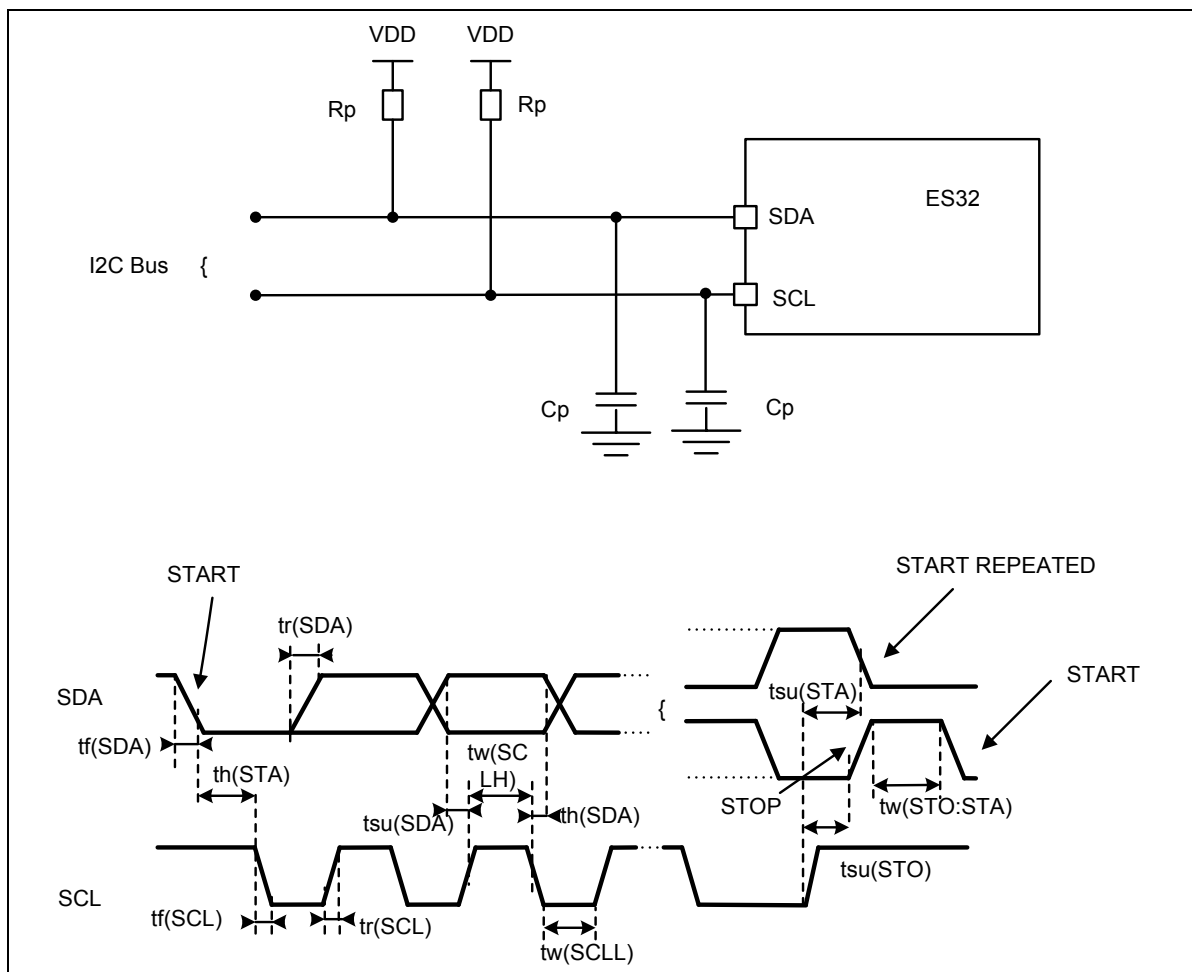 VDD
VDD
Rp
Rp
ES32
SDA
I2C Bus {
SCL
Cp
Cp
START
START REPEATED
tr(SDA)
START
SDA
tsu(STA)
{
tf(SDA)
th(STA)
tw(SC
LH)
STOP
tw(STO:STA)
tsu(SDA)
th(SDA)
tsu(STO)
SCL
tf(SCL)
tr(SCL)
tw(SCLL)